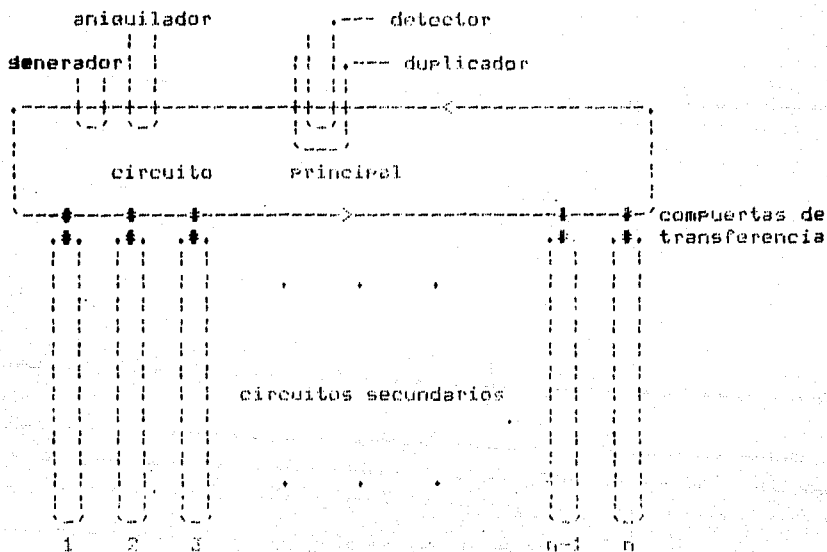 aniquilador
detector
generador
duplicador
circuito principal
compuertas de
transferencia
circuitos secundarios
1 2 3 n-1 n